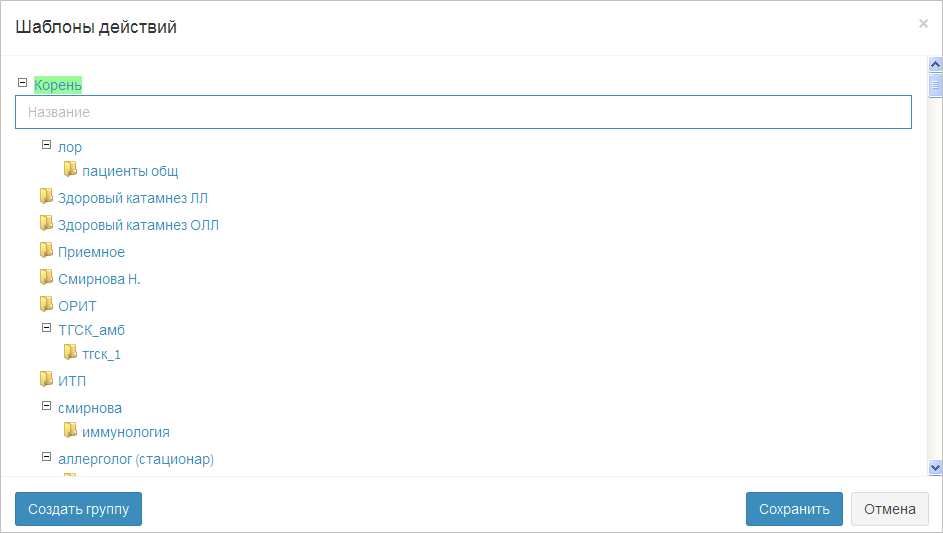 Шаблоны действий
×
Корень
Название
лор
пациенты общ
Здоровый катамнез ЛЛ
Здоровый катамнез ОЛЛ
Приемное
Смирнова Н.
ОРИТ
ТГСК_амб
тгск_1
ИТП
смирнова
иммунология
аллерголог (стационар)
Создать группу
Сохранить
Отмена